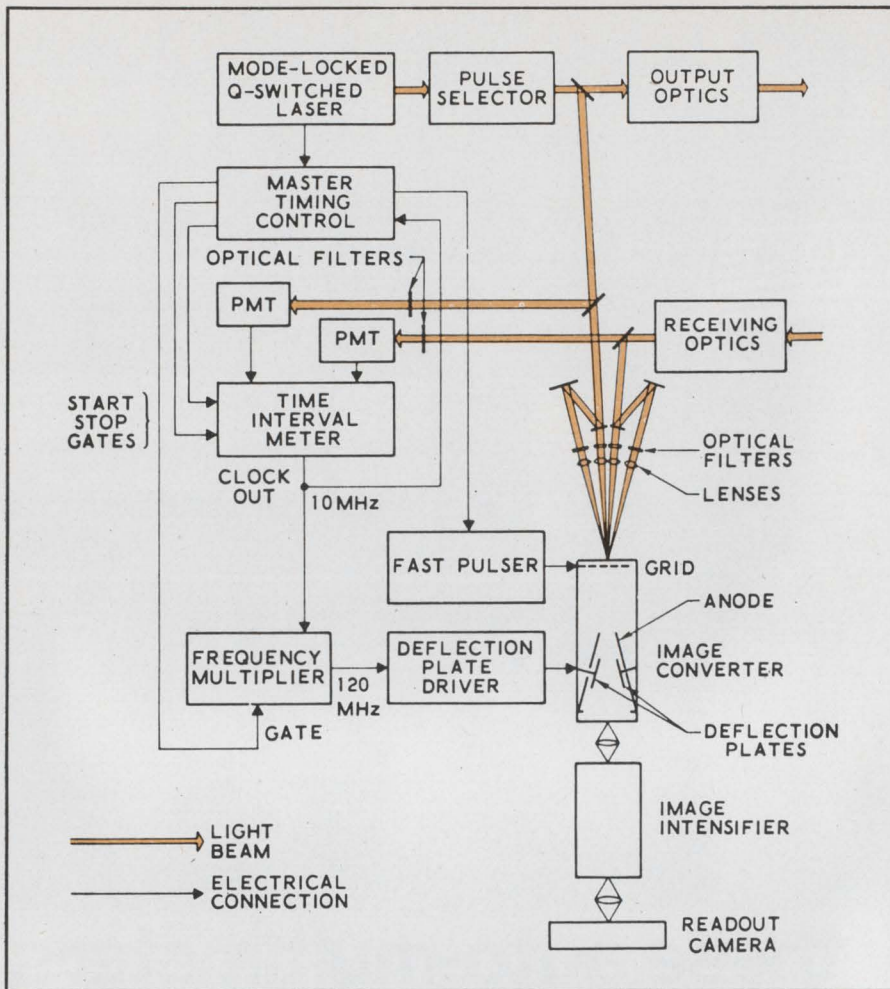 MODE-LOCKED
Q-SWITCHED
LASER
PULSE
SELECTOR
OUTPUT
OPTICS
MASTER
TIMING
CONTROL
OPTICAL FILTERS
PMT
PMT
RECEIVING
OPTICS
START
STOP
GATES
TIME
INTERVAL
METER
OPTICAL
FILTERS
LENSES
CLOCK
OUT
10MHz
FAST PULSER
GRID
ANODE
FREQUENCY
MULTIPLIER
120
MHz
DEFLECTION
PLATE
DRIVER
IMAGE
CONVERTER
GATE
DEFLECTION
PLATES
IMAGE
INTENSIFIER
LIGHT
BEAM
ELECTRICAL
CONNECTION
READOUT
CAMERA